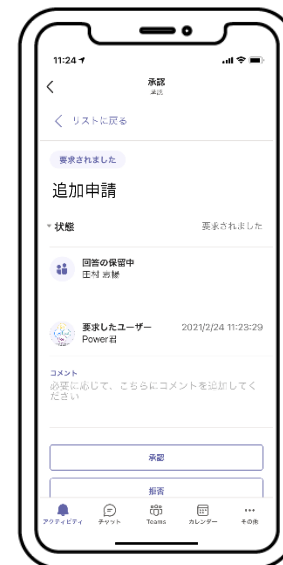 11:24
承認
承認
リストに戻る
要求されました
追加申請
状態 要求されました
回答の保留中
要求したユーザー 2021/2/24 11:23:29
Power君
コメント
必要に応じて、こちらにコメントを追加してく
ださい
承認
拒否
アクティビティ チャット Teams カレンダー その他